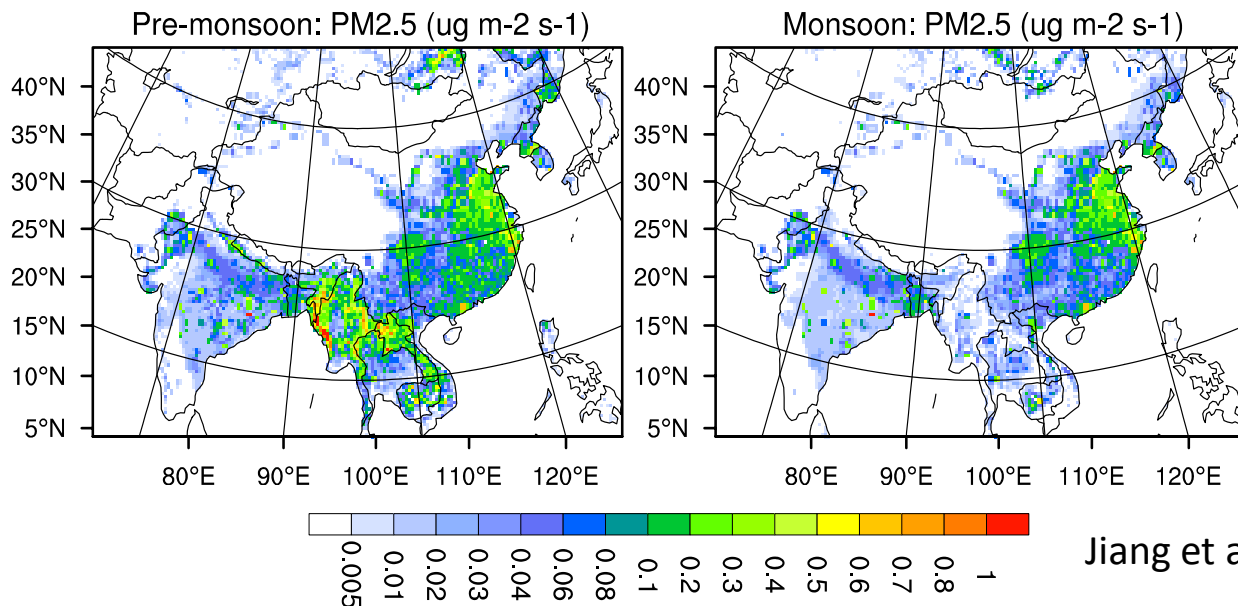 Pre-monsoon: PM2.5 (ug m-2 s-1)
Monsoon: PM2.5 (ug m-2 s-1)
40°N
35°N
30°N
25°N
20°N
15°N
10°N
5°N
80°E 90°E 100°E 110°E 120°E
40°N
35°N
30°N
25°N
20°N
15°N
10°N
5°N
80°E 90°E 100°E 110°E 120°E
0.005 0.01 0.02 0.03 0.04 0.06 0.08 0.1 0.2 0.3 0.4 0.5 0.6 0.7 0.8 1
Jiang et a